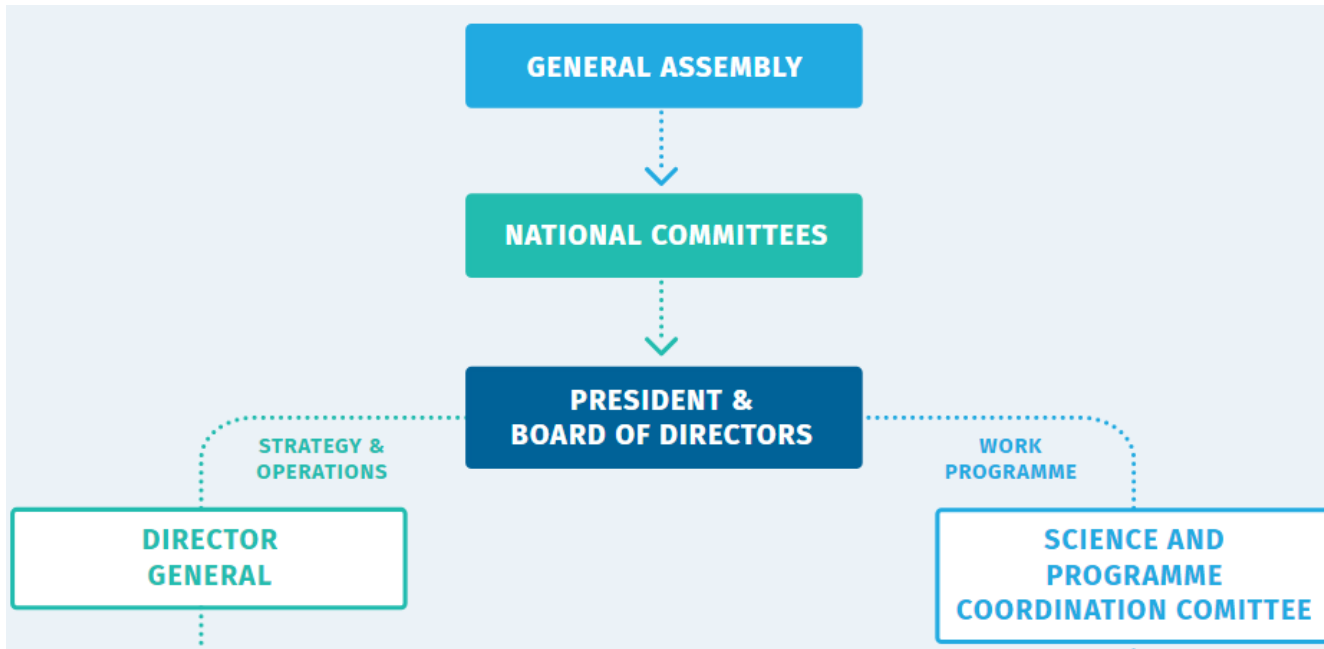 GENERAL ASSEMBLY
NATIONAL COMMITTEES
PRESIDENT &
BOARD OF DIRECTORS
STRATEGY &
OPERATIONS
WORK
PROGRAMME
DIRECTOR
GENERAL
SCIENCE AND
PROGRAMME
COORDINATION COMITTEE